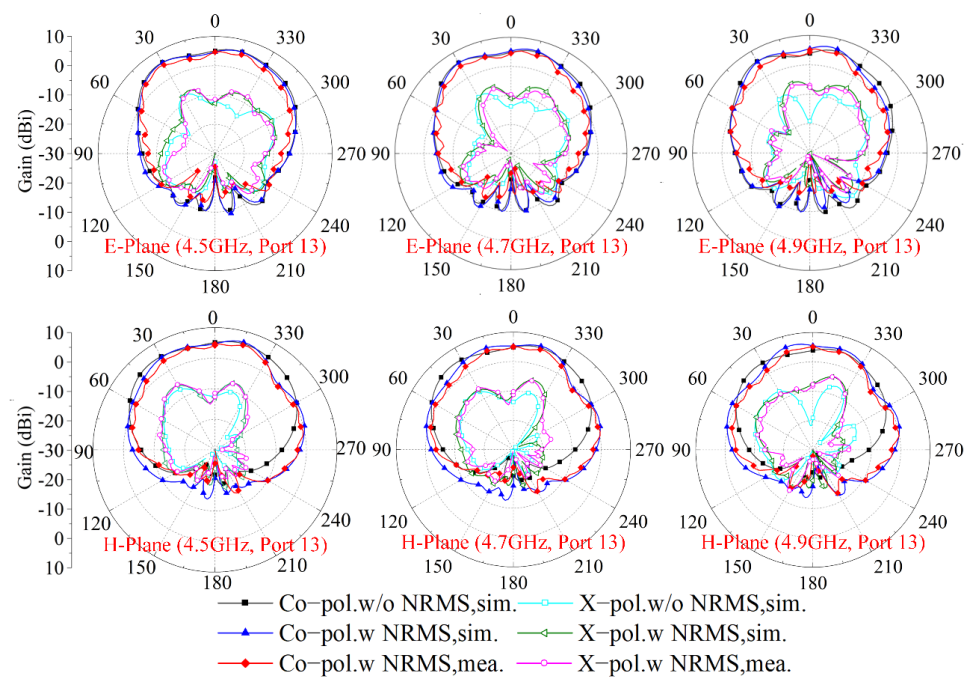 0 0 0
10 30 330 30 330 30 330
0
60 300 60 300 60 300
-10
-20
-30 90 270 90 270 90 270
-20
-10 120 240 120 240 120 240
0 E-Plane (4.5GHz, Port 13) E-Plane (4.7GHz, Port 13) E-Plane (4.9GHz, Port 13)
10 150 210 150 210 150 210
180 180 180
Gain (dBi)
0 0 0
10 30 330 30 330 30 330
0
60 300 60 300 60 300
-10
-20
-30 90 270 90 270 90 270
-20
-10 120 240 120 240 120 240
0 H-Plane (4.5GHz, Port 13) H-Plane (4.7GHz, Port 13) H-Plane (4.9GHz, Port 13)
10 150 210 150 210 150 210
180 180 180
Gain (dBi)
Co-pol.w/o NRMS,sim. X-pol.w/o NRMS,sim.
Co-pol.w NRMS,sim. X-pol.w NRMS,sim.
Co-pol.w NRMS,mea. X-pol.w NRMS,mea.